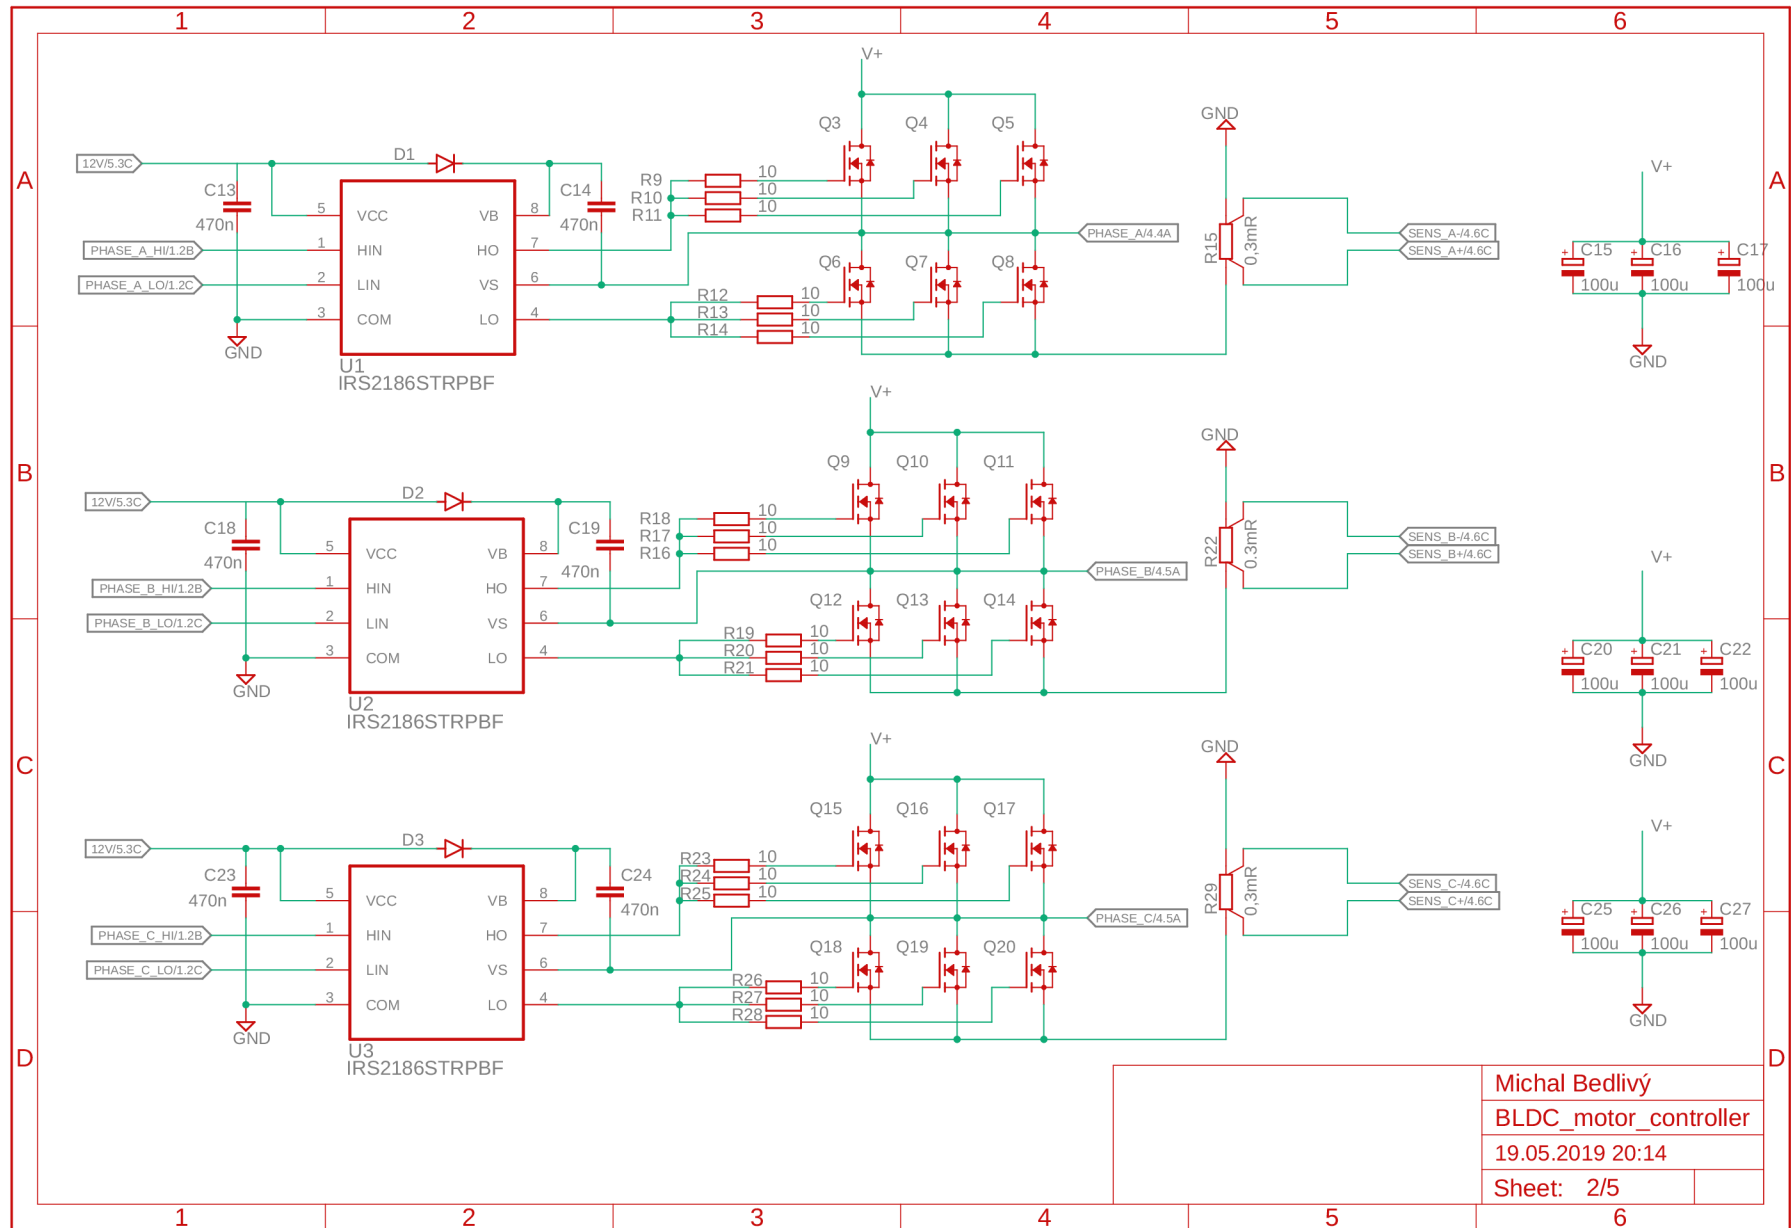 1 2 3 4 5 6
A A
B B
C C
D D
12V/5.3C
PHASE_A_HI/1.2B
PHASE_A_LO/1.2C
C13
470n
GND
D1
5 VCC VB 8
1 HIN HO 7
2 LIN VS 6
3 COM LO 4
U1
IRS2186STRPBF
C14
470n
R9 10
R10 10
R11 10
R12 10
R13 10
R14 10
V+
Q3 Q4 Q5
Q6 Q7 Q8
PHASE_A/4.4A
GND
R15
0,3mR
SENS_A-/4.6C
SENS_A+/4.6C
V+
+ C15 + C16 + C17
100u 100u 100u
GND
12V/5.3C
PHASE_B_HI/1.2B
PHASE_B_LO/1.2C
C18
470n
GND
D2
5 VCC VB 8
1 HIN HO 7
2 LIN VS 6
3 COM LO 4
U2
IRS2186STRPBF
C19
470n
R18 10
R17 10
R16 10
R19 10
R20 10
R21 10
V+
Q9 Q10 Q11
Q12 Q13 Q14
PHASE_B/4.5A
GND
R22
0.3mR
SENS_B-/4.6C
SENS_B+/4.6C
V+
+ C20 + C21 + C22
100u 100u 100u
GND
12V/5.3C
PHASE_C_HI/1.2B
PHASE_C_LO/1.2C
C23
470n
GND
D3
5 VCC VB 8
1 HIN HO 7
2 LIN VS 6
3 COM LO 4
U3
IRS2186STRPBF
C24
470n
R23 10
R24 10
R25 10
R26 10
R27 10
R28 10
V+
Q15 Q16 Q17
Q18 Q19 Q20
PHASE_C/4.5A
GND
R29
0,3mR
SENS_C-/4.6C
SENS_C+/4.6C
V+
+ C25 + C26 + C27
100u 100u 100u
GND
Michal Bedlivý
BLDC_motor_controller
19.05.2019 20:14
Sheet: 2/5
1 2 3 4 5 6